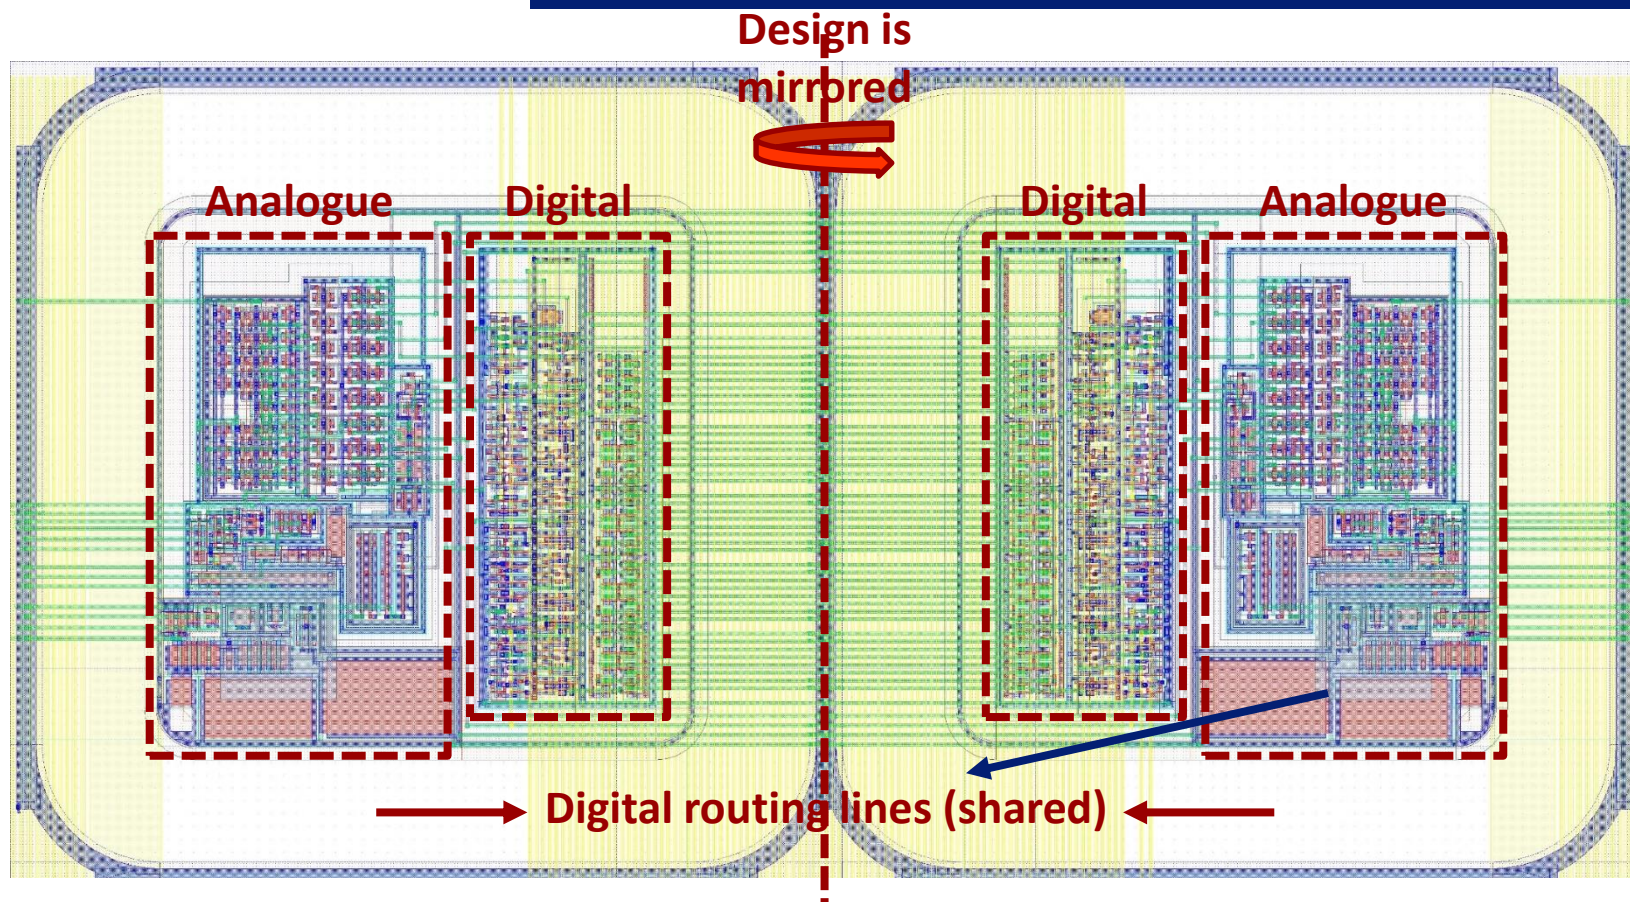 Design is
mirrored
Analogue
Digital
Digital
Analogue
Digital routing lines (shared)